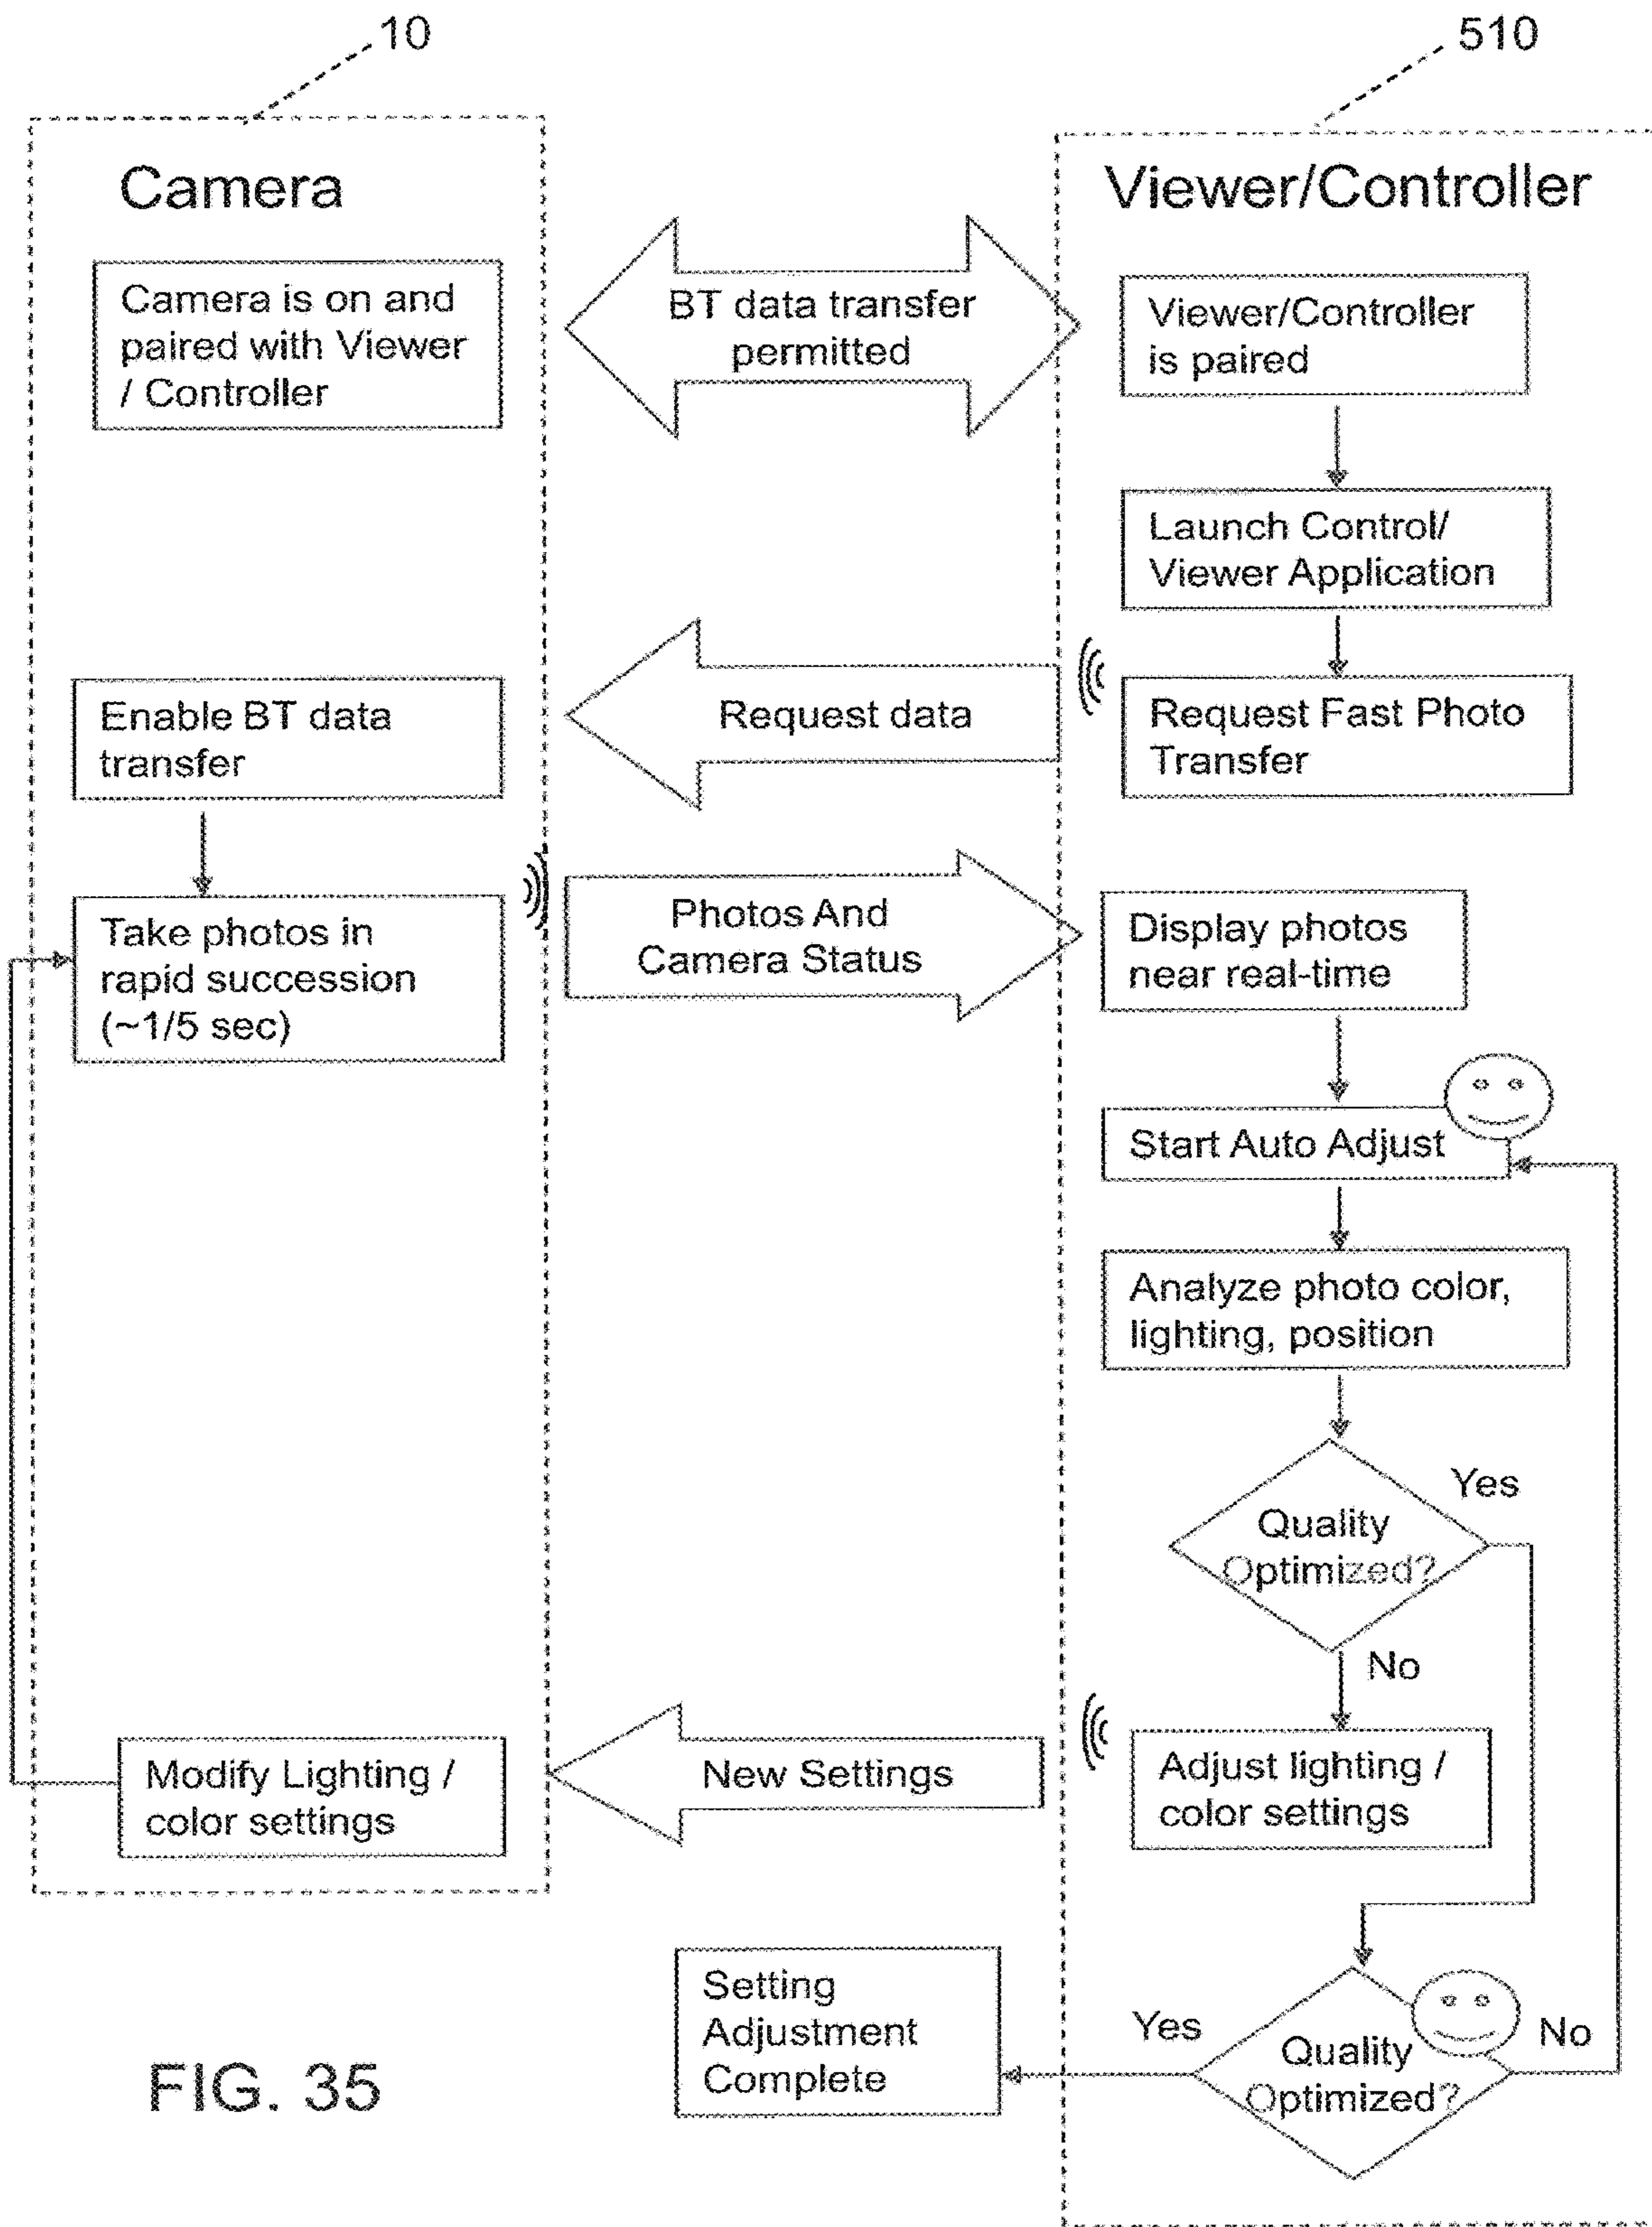 10
510
Camera
Viewer/Controller
Camera is on and
paired with Viewer
/ Controller
BT data transfer
permitted
Viewer/Controller
is paired
Launch Control/
Viewer Application
Enable BT data
transfer
Request data
Request Fast Photo
Transfer
Take photos in
rapid succession
(~1/5 sec)
Photos And
Camera Status
Display photos
near real-time
Start Auto Adjust
Analyze photo color,
lighting, position
Yes
Quality
Optimized?
No
Modify Lighting /
color settings
New Settings
Adjust lighting /
color settings
Setting
Adjustment
Complete
Yes
Quality
Optimized?
No
FIG. 35